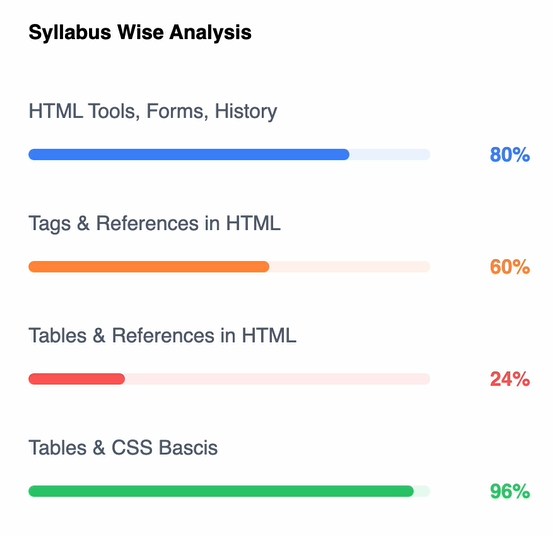 Syllabus Wise Analysis
HTML Tools, Forms, History
80%
Tags & References in HTML
60%
Tables & References in HTML
24%
Tables & CSS Bascis
96%